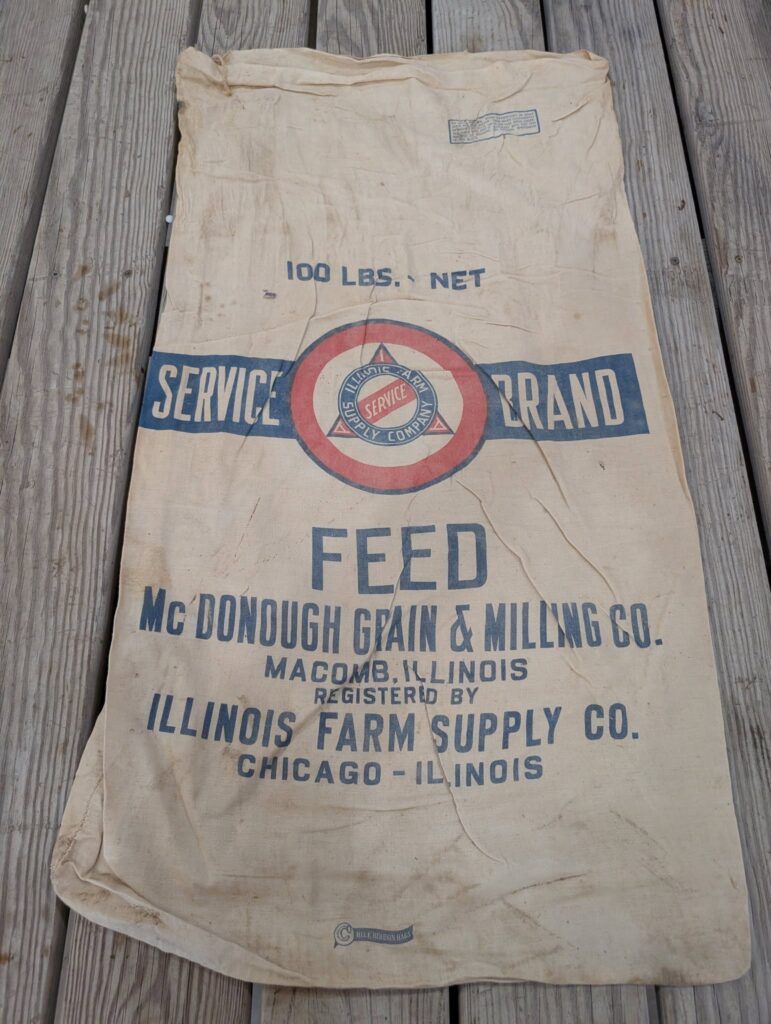 100 LBS. NET
SERVICE BRAND
ILLINOIS FARM
SERVICE
SUPPLY COMPANY
FEED
Mc DONOUGH GRAIN & MILLING CO.
MACOMB, ILLINOIS
REGISTERED BY
ILLINOIS FARM SUPPLY CO.
CHICAGO - ILLINOIS
C